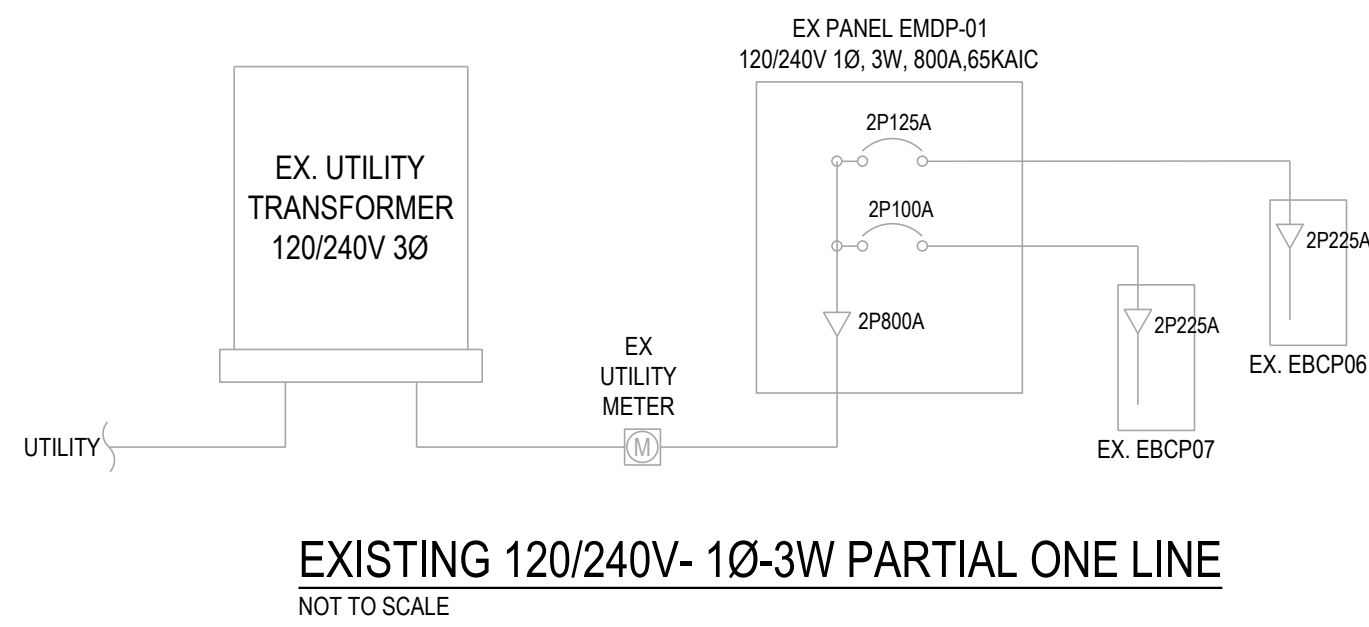 EX PANEL EMDP-01
120/240V 1Ø, 3W, 800A,65KAIC
2P125A
EX. UTILITY
TRANSFORMER
120/240V 3Ø
2P100A
2P225A
2P800A
2P225A
EX
UTILITY
METER
EX. EBCP06
UTILITY
M
EX. EBCP07
EXISTING 120/240V- 1Ø-3W PARTIAL ONE LINE
NOT TO SCALE